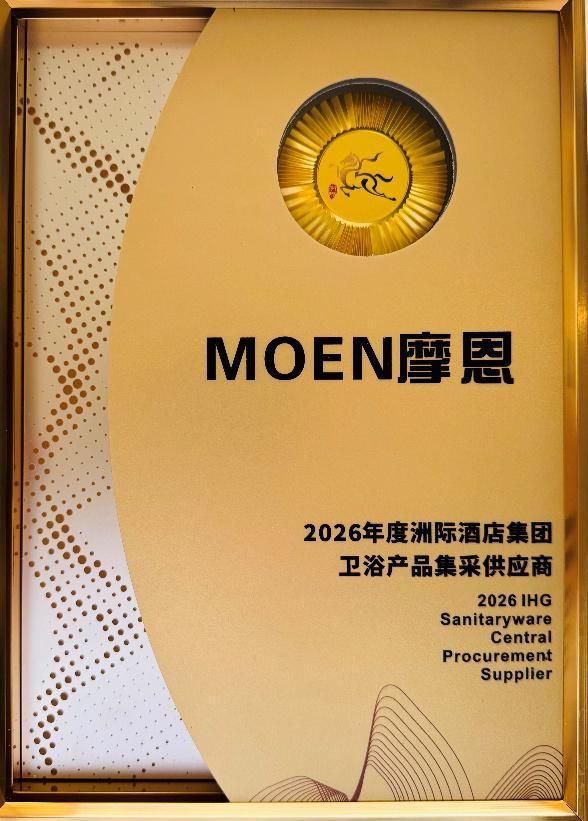 MOEN摩恩
2026年度洲际酒店集团
卫浴产品集采供应商
2026 IHG
Sanitaryware
Central
Procurement
Supplier